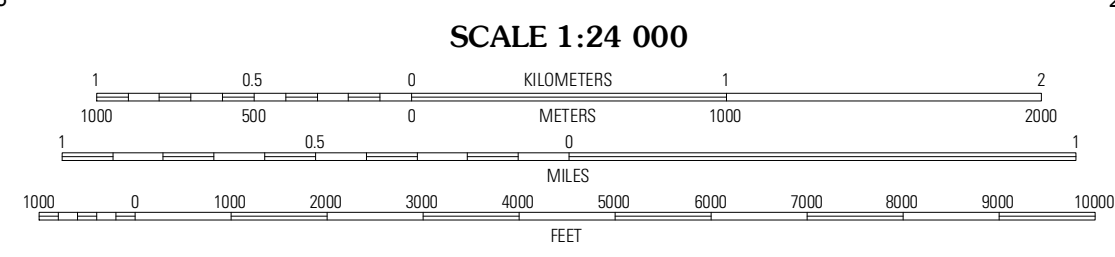 SCALE 1:24 000
1 0.5 0 KILOMETERS 1 2
1000 500 0 METERS 1000 2000
1 0.5 0 1
MILES
1000 0 1000 2000 3000 4000 5000 6000 7000 8000 9000 10000
FEET